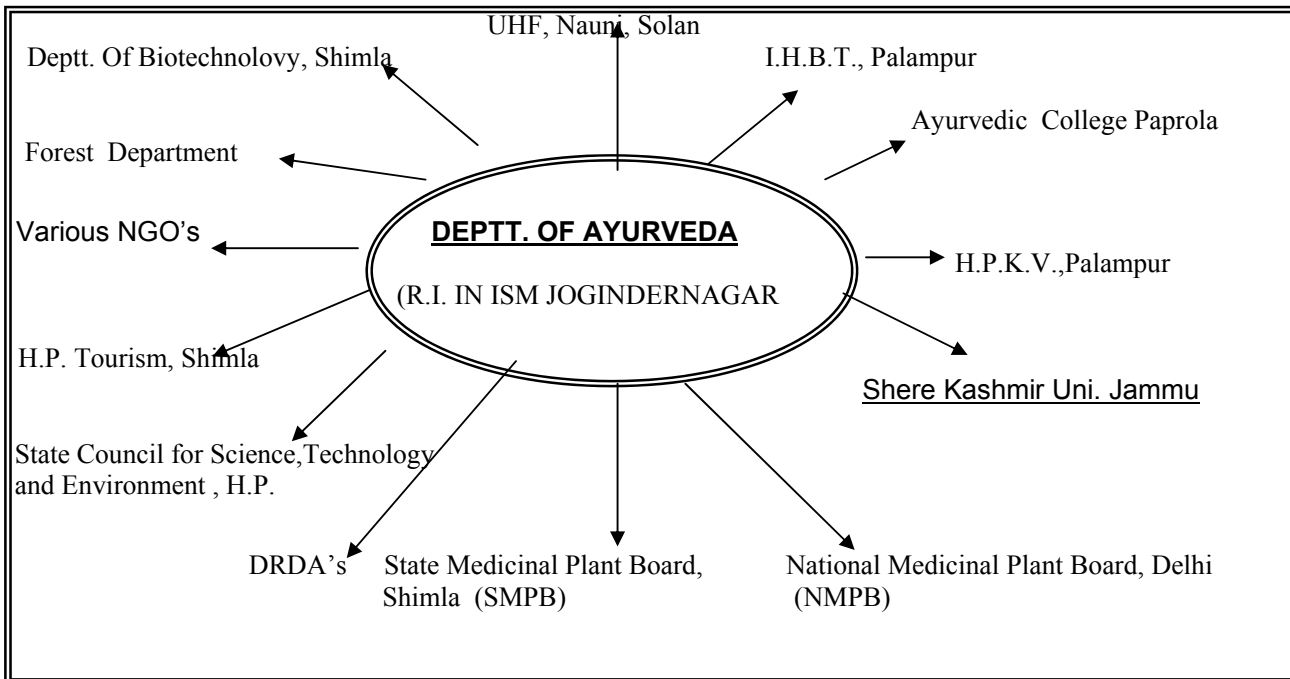 UHF, Nauni, Solan
Deptt. Of Biotechnolovy, Shimla
I.H.B.T., Palampur
Ayurvedic College Paprola
Forest Department
Various NGO's
DEPTT. OF AYURVEDA
H.P.K.V.,Palampur
(R.I. IN ISM JOGINDERNAGAR
H.P. Tourism, Shimla
Shere Kashmir Uni. Jammu
State Council for Science,Technology
and Environment , H.P.
DRDA's
State Medicinal Plant Board,
Shimla (SMPB)
National Medicinal Plant Board, Delhi
(NMPB)